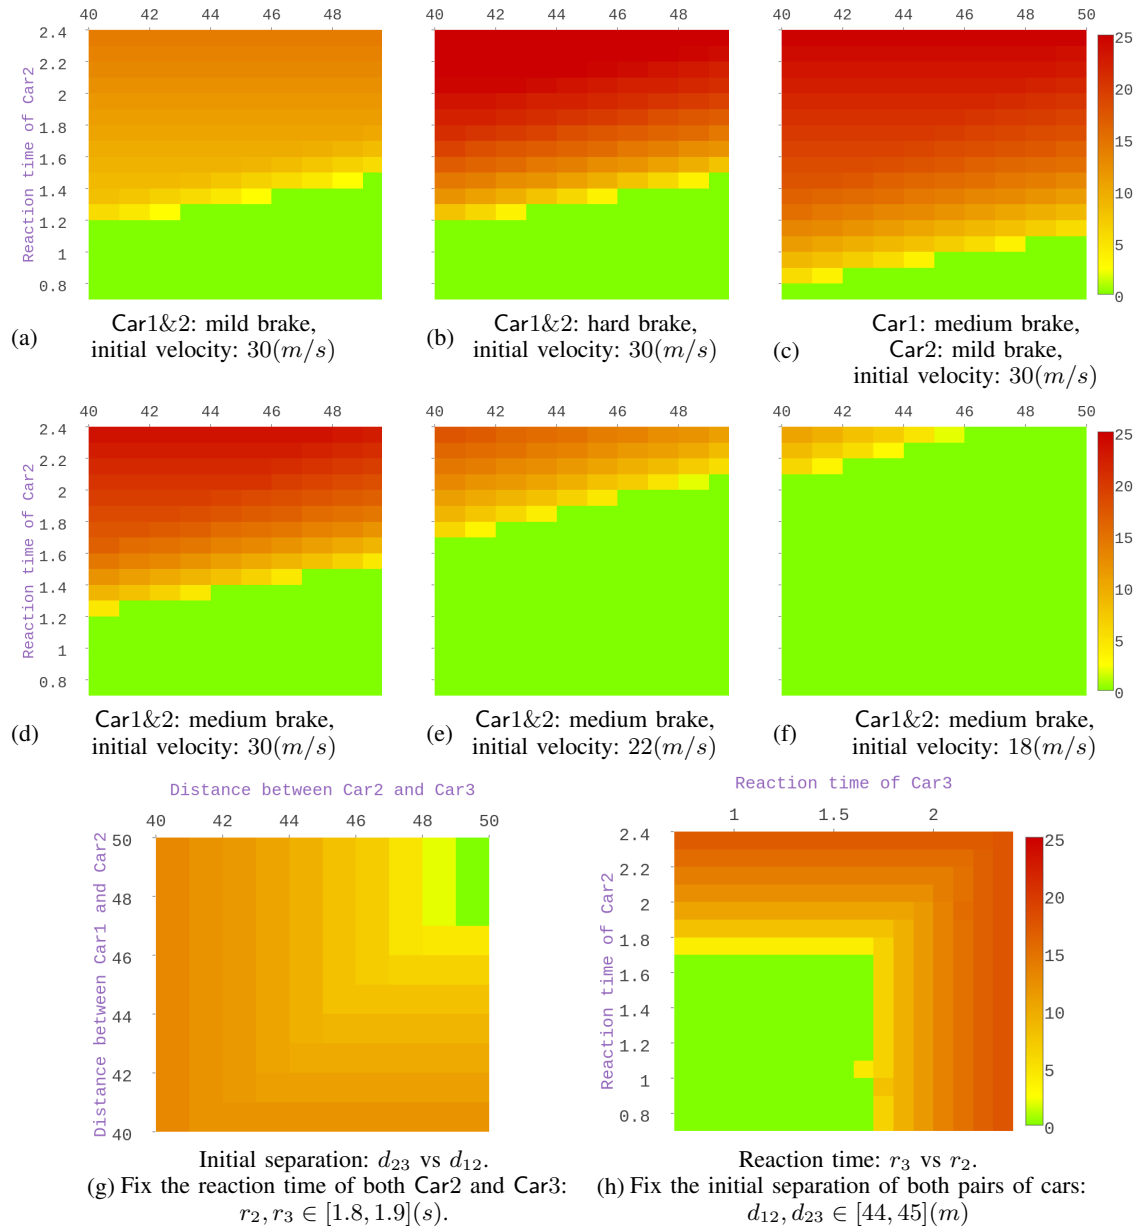 40 42 44 46 48
40 42 44 46 48
40 42 44 46 48 50
Reaction time of Car2
2.4
2.2
2
1.8
1.6
1.4
1.2
1
0.8
25
20
15
10
5
0
(a) Car1&2: mild brake,
initial velocity: 30(m/s)
(b) Car1&2: hard brake,
initial velocity: 30(m/s)
(c) Car1: medium brake,
Car2: mild brake,
initial velocity: 30(m/s)
40 42 44 46 48
40 42 44 46 48
40 42 44 46 48 50
Reaction time of Car2
2.4
2.2
2
1.8
1.6
1.4
1.2
1
0.8
25
20
15
10
5
0
(d) Car1&2: medium brake,
initial velocity: 30(m/s)
(e) Car1&2: medium brake,
initial velocity: 22(m/s)
(f) Car1&2: medium brake,
initial velocity: 18(m/s)
Distance between Car2 and Car3
40 42 44 46 48 50
Distance between Car1 and Car2
50
48
46
44
42
40
Initial separation: d23 vs d12.
(g) Fix the reaction time of both Car2 and Car3:
r2, r3 ∈ [1.8, 1.9](s).
Reaction time of Car3
1 1.5 2
Reaction time of Car2
2.4
2.2
2
1.8
1.6
1.4
1.2
1
0.8
25
20
15
10
5
0
Reaction time: r3 vs r2.
(h) Fix the initial separation of both pairs of cars:
d12, d23 ∈ [44, 45](m)